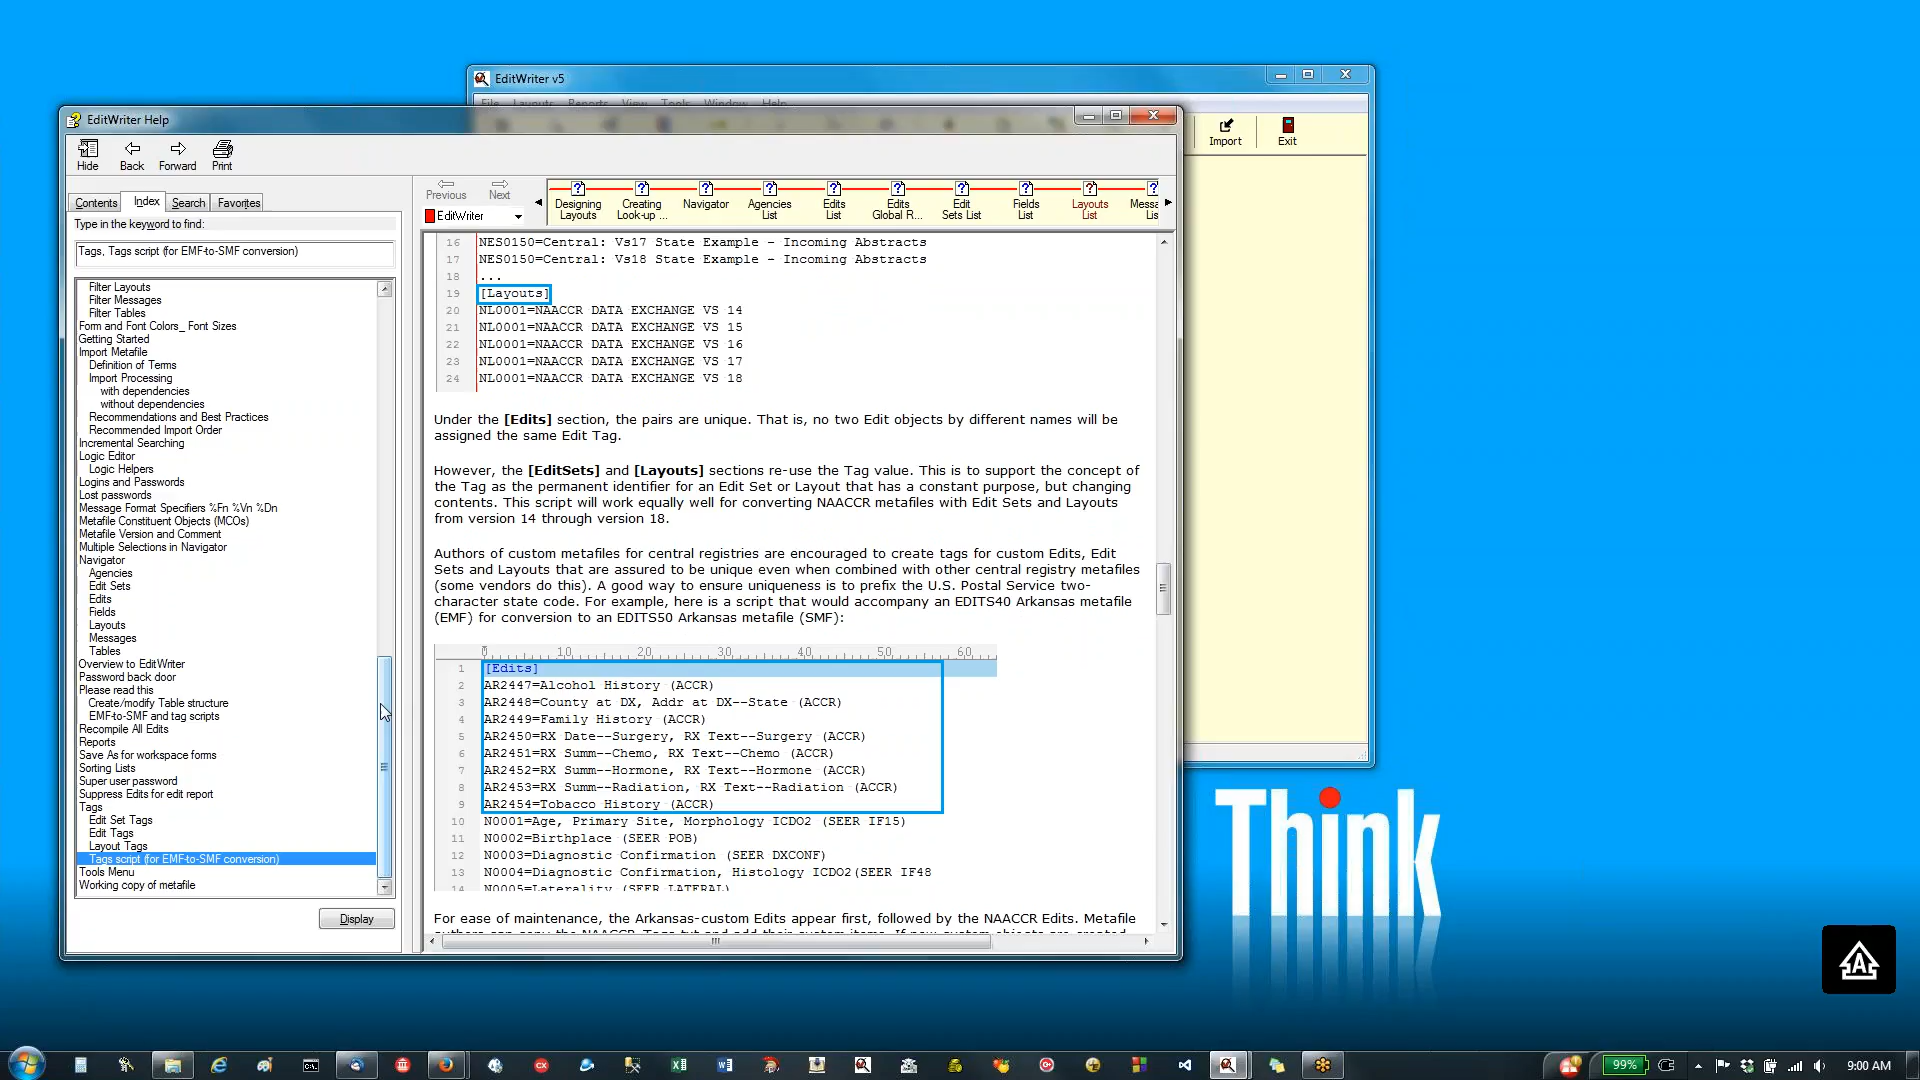 EditWriter v5
File Layouts Reports View Tools Window Help
Import
Exit
EditWriter Help
Hide
Back
Forward
Print
Contents
Index
Search
Favorites
Type in the keyword to find:
Tags, Tags script (for EMF-to-SMF conversion)
Filter Layouts
Filter Messages
Filter Tables
Form and Font Colors_ Font Sizes
Getting Started
Import Metafile
Definition of Terms
Import Processing
with dependencies
without dependencies
Recommendations and Best Practices
Recommended Import Order
Incremental Searching
Logic Editor
Logic Helpers
Logins and Passwords
Lost passwords
Message Format Specifiers %Fn %Vn %Dn
Metafile Constituent Objects (MCOs)
Metafile Version and Comment
Multiple Selections in Navigator
Navigator
Agencies
Edit Sets
Edits
Fields
Layouts
Messages
Tables
Overview to EditWriter
Password back door
Please read this
Create/modify Table structure
EMF-to-SMF and tag scripts
Recompile All Edits
Reports
Save As for workspace forms
Sorting Lists
Super user password
Suppress Edits for edit report
Tags
Edit Set Tags
Edit Tags
Layout Tags
Tags script (for EMF-to-SMF conversion)
Tools Menu
Working copy of metafile
Display
Previous
Next
EditWriter
Designing Layouts
Creating Look-up ...
Navigator
Agencies List
Edits List
Edits Global R...
Edit Sets List
Fields List
Layouts List
16 NES0150=Central: Vs17 State Example - Incoming Abstracts
17 NES0150=Central: Vs18 State Example - Incoming Abstracts
18 ...
19 [Layouts]
20 NL0001=NAACCR DATA EXCHANGE VS 14
21 NL0001=NAACCR DATA EXCHANGE VS 15
22 NL0001=NAACCR DATA EXCHANGE VS 16
23 NL0001=NAACCR DATA EXCHANGE VS 17
24 NL0001=NAACCR DATA EXCHANGE VS 18
Under the [Edits] section, the pairs are unique. That is, no two Edit objects by different names will be
assigned the same Edit Tag.
However, the [EditSets] and [Layouts] sections re-use the Tag value. This is to support the concept of
the Tag as the permanent identifier for an Edit Set or Layout that has a constant purpose, but changing
contents. This script will work equally well for converting NAACCR metafiles with Edit Sets and Layouts
from version 14 through version 18.
Authors of custom metafiles for central registries are encouraged to create tags for custom Edits, Edit
Sets and Layouts that are assured to be unique even when combined with other central registry metafiles
(some vendors do this). A good way to ensure uniqueness is to prefix the U.S. Postal Service two-
character state code. For example, here is a script that would accompany an EDITS40 Arkansas metafile
(EMF) for conversion to an EDITS50 Arkansas metafile (SMF):
0 10 20 30 40 50 60
1 [Edits]
2 AR2447=Alcohol History (ACCR)
3 AR2448=County at DX, Addr at DX--State (ACCR)
4 AR2449=Family History (ACCR)
5 AR2450=RX Date--Surgery, RX Text--Surgery (ACCR)
6 AR2451=RX Summ--Chemo, RX Text--Chemo (ACCR)
7 AR2452=RX Summ--Hormone, RX Text--Hormone (ACCR)
8 AR2453=RX Summ--Radiation, RX Text--Radiation (ACCR)
9 AR2454=Tobacco History (ACCR)
10 N0001=Age, Primary Site, Morphology ICDO2 (SEER IF15)
11 N0002=Birthplace (SEER POB)
12 N0003=Diagnostic Confirmation (SEER DXCONF)
13 N0004=Diagnostic Confirmation, Histology ICDO2(SEER IF48
14 N0005=Laterality (SEER LATERAL)
For ease of maintenance, the Arkansas-custom Edits appear first, followed by the NAACCR Edits. Metafile
Think
99%
9:00 AM